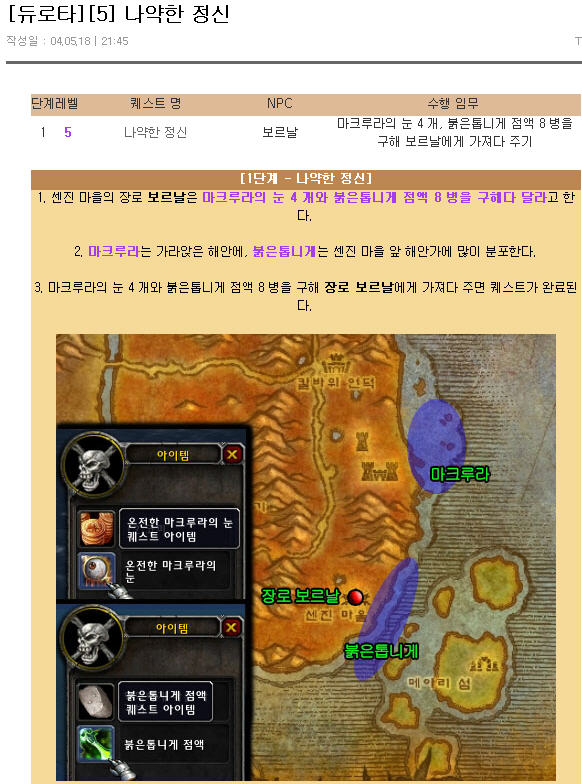 [듀로타][5] 나약한 정신
작성일 : 04.05.18 | 21:45
T
단계레벨 퀘스트 명 NPC 수행 임무
1 5 나약한 정신 보르날 마크루라의 눈 4 개, 붉은톱니게 점액 8 병을
구해 보르날에게 가져다 주기
[1단계 - 나약한 정신]
1. 센진 마을의 장로 보르날은 마크루라의 눈 4 개와 붉은톱니게 점액 8 병을 구해다 달라고 한
다.
2. 마크루라는 가라앉은 해안에, 붉은톱니게는 센진 마을 앞 해안가에 많이 분포한다.
3. 마크루라의 눈 4 개와 붉은톱니게 점액 8 병을 구해 장로 보르날에게 가져다 주면 퀘스트가 완료된
다.
칼바위 언덕
마크루라
아이템
온전한 마크루라의 눈
퀘스트 아이템
온전한 마크루라의
눈
장로 보르날
센진 마을
아이템
붉은톱니게
메아리 섬
붉은톱니게 점액
퀘스트 아이템
붉은톱니게 점액